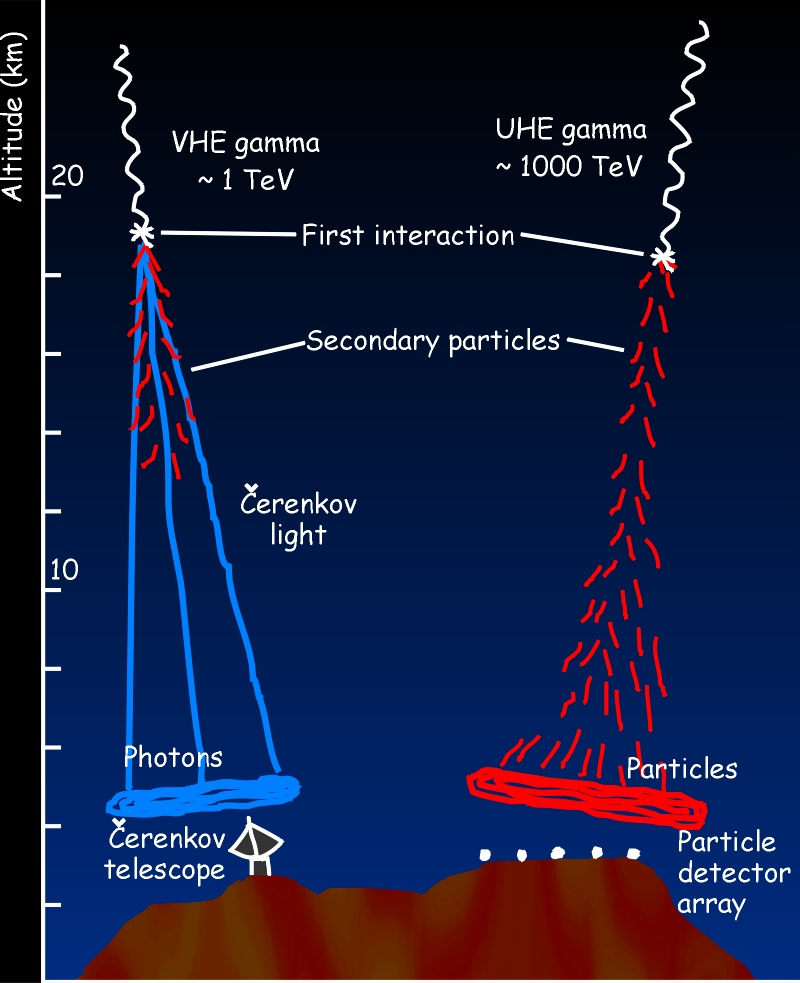 Altitude (km)
20
10
VHE gamma
~ 1 TeV
UHE gamma
~ 1000 TeV
First interaction
Secondary particles
Čerenkov
light
Photons
Particles
Čerenkov
telescope
Particle
detector
array